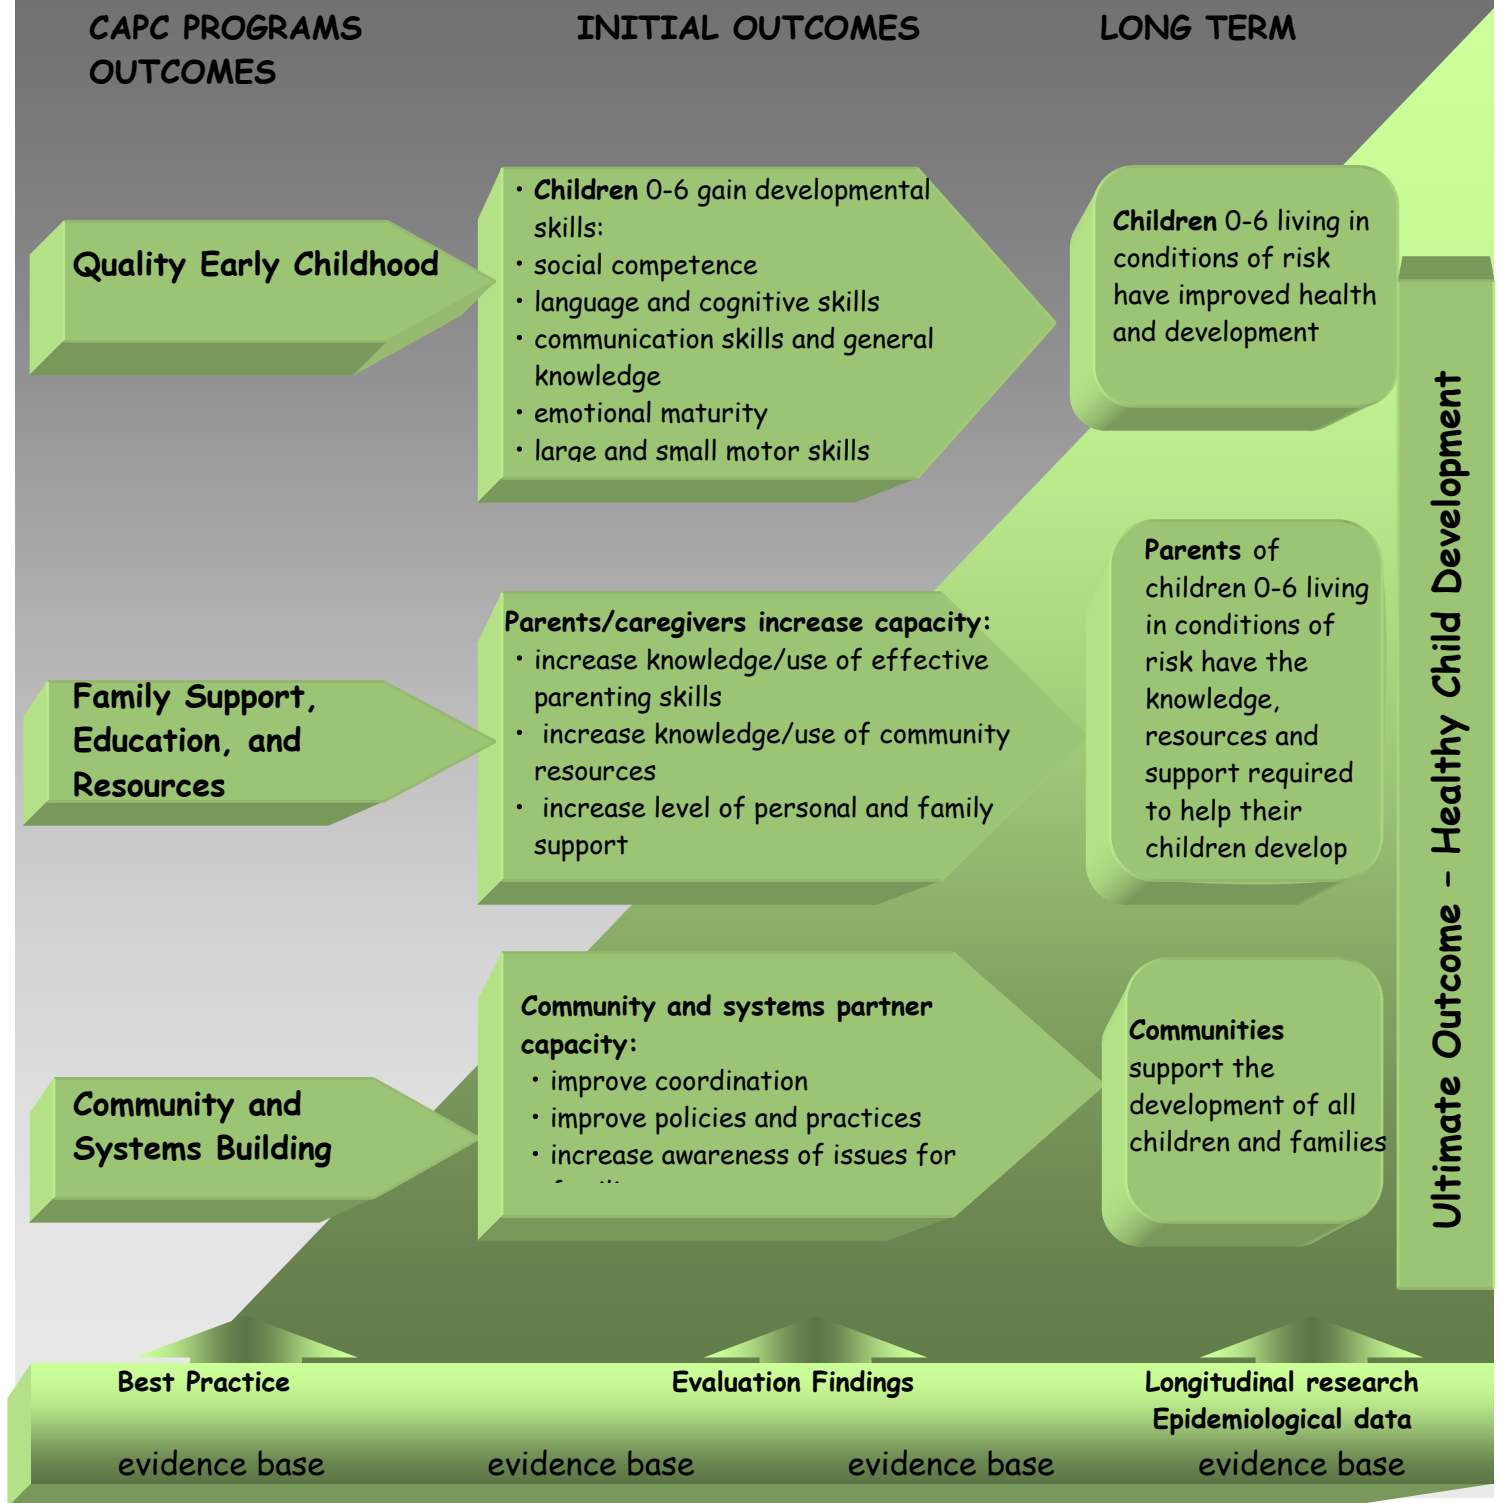 CAPC PROGRAMS
OUTCOMES
INITIAL OUTCOMES
LONG TERM
Quality Early Childhood
• Children 0-6 gain developmental
skills:
• social competence
• language and cognitive skills
• communication skills and general
knowledge
• emotional maturity
• large and small motor skills
Children 0-6 living in
conditions of risk
have improved health
and development
Family Support,
Education, and
Resources
Parents/caregivers increase capacity:
• increase knowledge/use of effective
parenting skills
• increase knowledge/use of community
resources
• increase level of personal and family
support
Parents of
children 0-6 living
in conditions of
risk have the
knowledge,
resources and
support required
to help their
children develop
Community and
Systems Building
Community and systems partner
capacity:
• improve coordination
• improve policies and practices
• increase awareness of issues for
Communities
support the
development of all
children and families
Ultimate Outcome - Healthy Child Development
Best Practice
Evaluation Findings
Longitudinal research
Epidemiological data
evidence base
evidence base
evidence base
evidence base